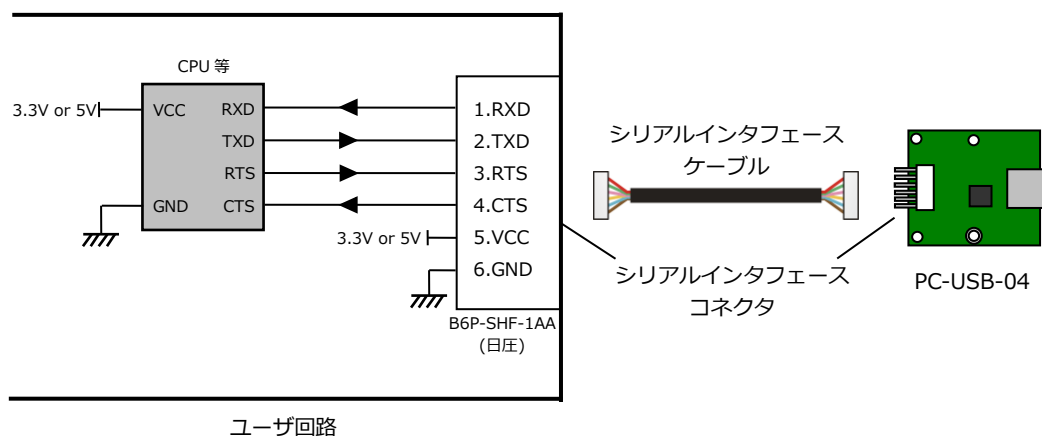 CPU 等
3.3V or 5V
VCC
RXD
TXD
RTS
GND
CTS
1.RXD
2.TXD
3.RTS
4.CTS
3.3V or 5V
5.VCC
6.GND
B6P-SHF-1AA
(日圧)
ユーザ回路
シリアルインタフェース
ケーブル
シリアルインタフェース
コネクタ
PC-USB-04